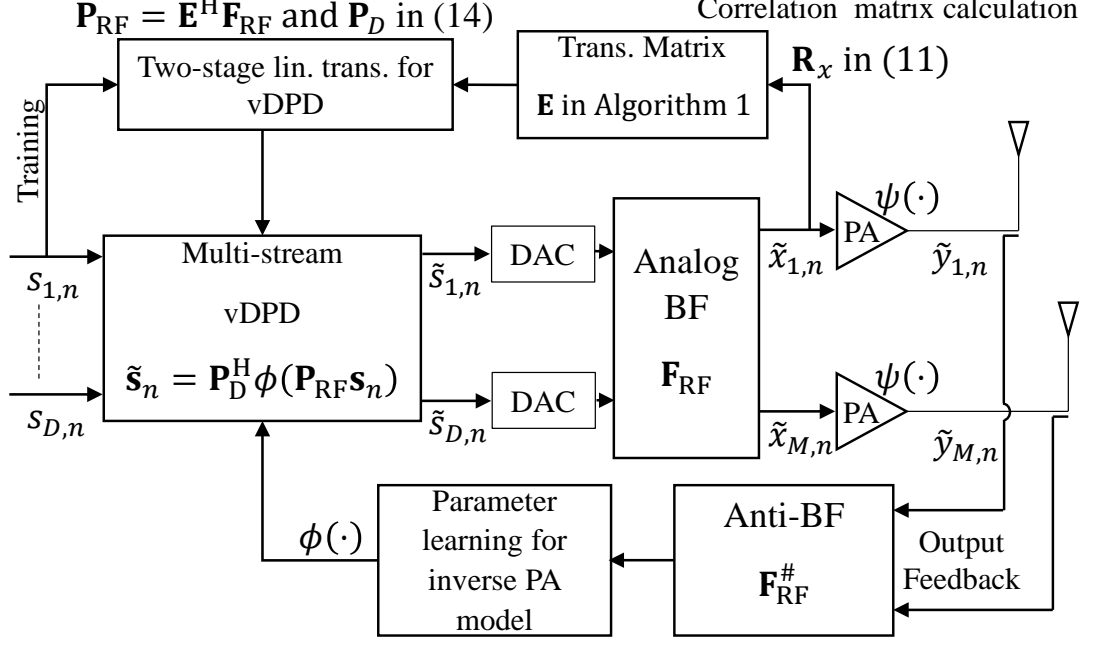 𝐏_RF = 𝐄^H 𝐅_RF and 𝐏_D in (14)
Correlation matrix calculation
Two-stage lin. trans. for
vDPD
Trans. Matrix
𝐄 in Algorithm 1
𝐑_x in (11)
Training
s_{1,n}
s_{D,n}
Multi-stream
vDPD
𝐬̃_n = 𝐏_D^H ϕ(𝐏_RF 𝐬_n)
s̃_{1,n}
s̃_{D,n}
DAC
DAC
Analog
BF
𝐅_RF
x̃_{1,n}
x̃_{M,n}
PA
ψ(·)
PA
ψ(·)
ỹ_{1,n}
ỹ_{M,n}
ϕ(·)
Parameter
learning for
inverse PA
model
Anti-BF
𝐅_RF^#
Output
Feedback